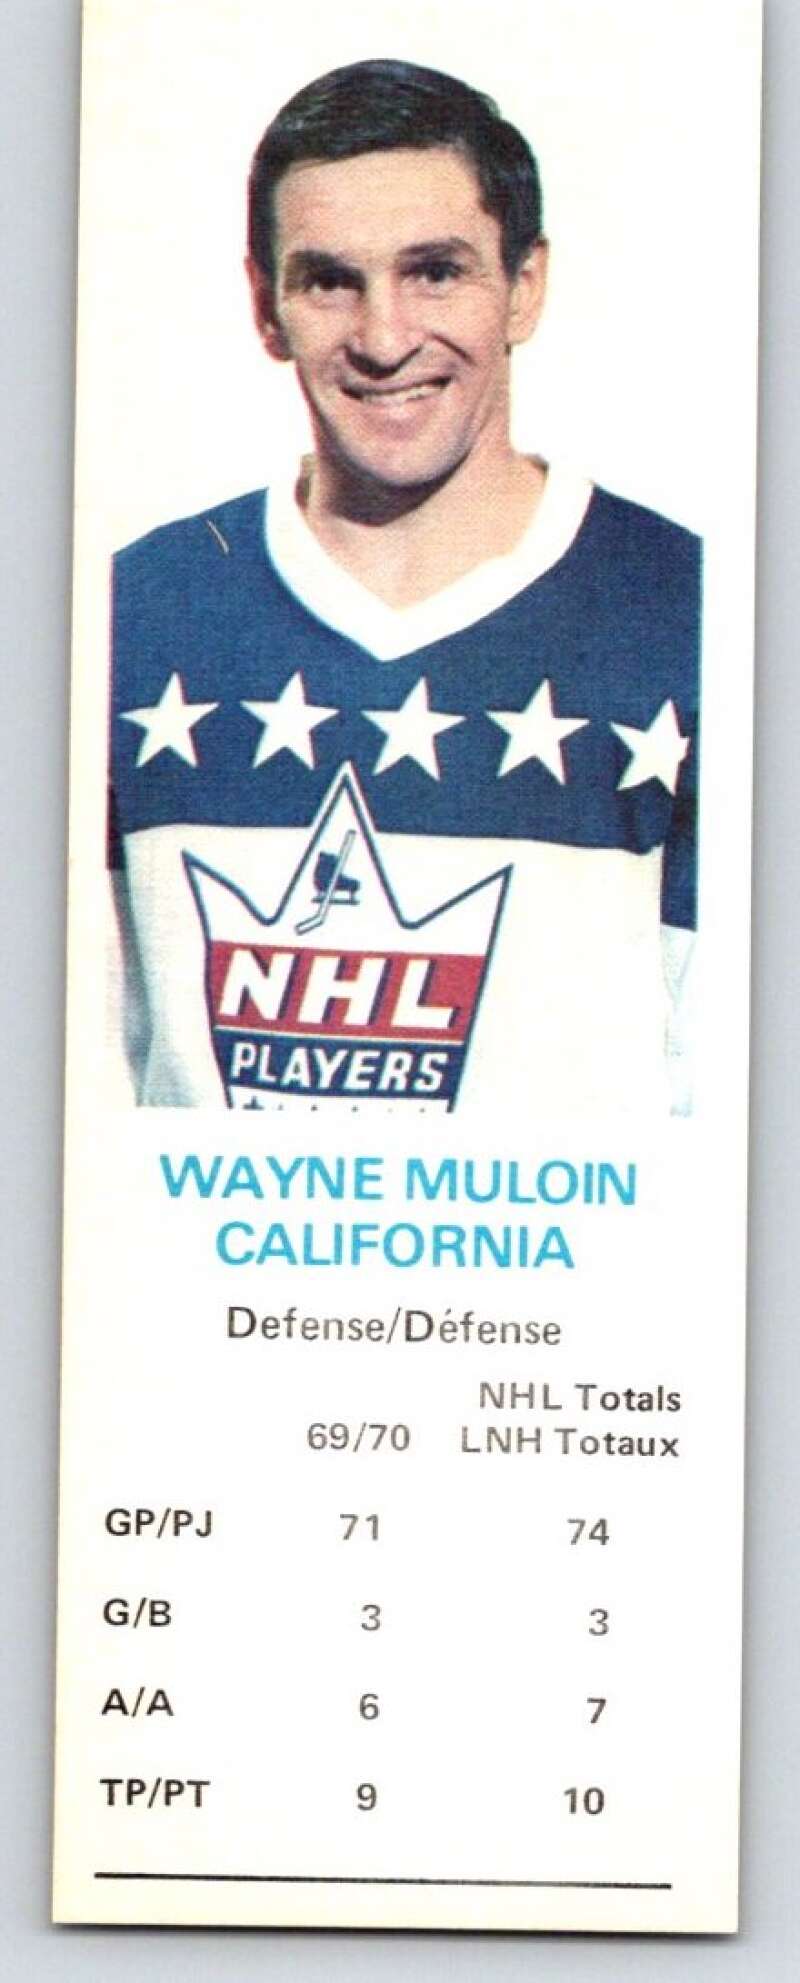 NHL
PLAYERS
WAYNE MULOIN
CALIFORNIA
Defense/Défense
NHL Totals
69/70 LNH Totaux
GP/PJ 71 74
G/B 3 3
A/A 6 7
TP/PT 9 10